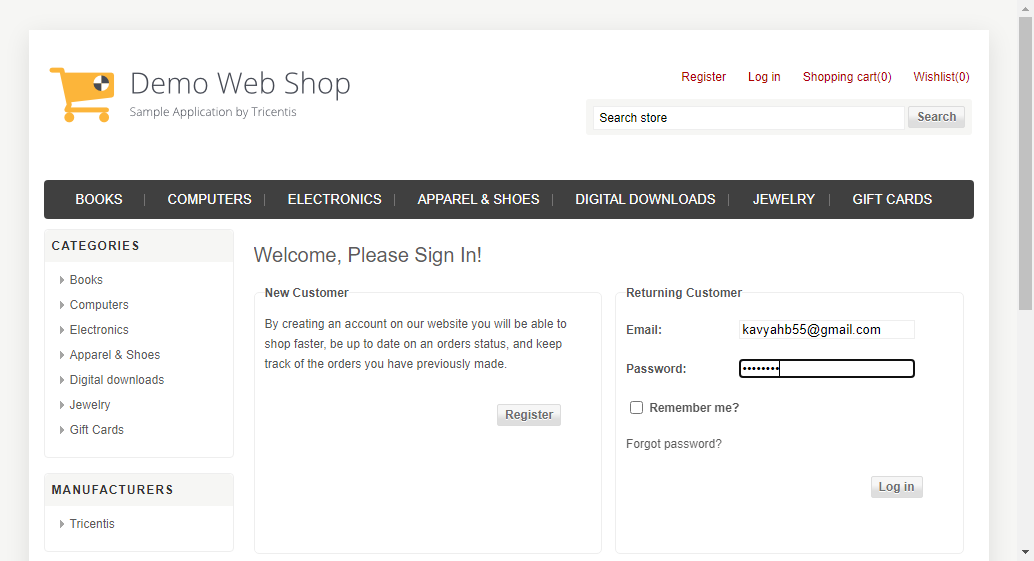 Demo Web Shop
Sample Application by Tricentis
Register Log in Shopping cart(0) Wishlist(0)
Search store Search
BOOKS COMPUTERS ELECTRONICS APPAREL & SHOES DIGITAL DOWNLOADS JEWELRY GIFT CARDS
CATEGORIES
Books
Computers
Electronics
Apparel & Shoes
Digital downloads
Jewelry
Gift Cards
MANUFACTURERS
Tricentis
Welcome, Please Sign In!
New Customer
By creating an account on our website you will be able to
shop faster, be up to date on an orders status, and keep
track of the orders you have previously made.
Register
Returning Customer
Email: kavyahb55@gmail.com
Password: ••••••••
Remember me?
Forgot password?
Log in